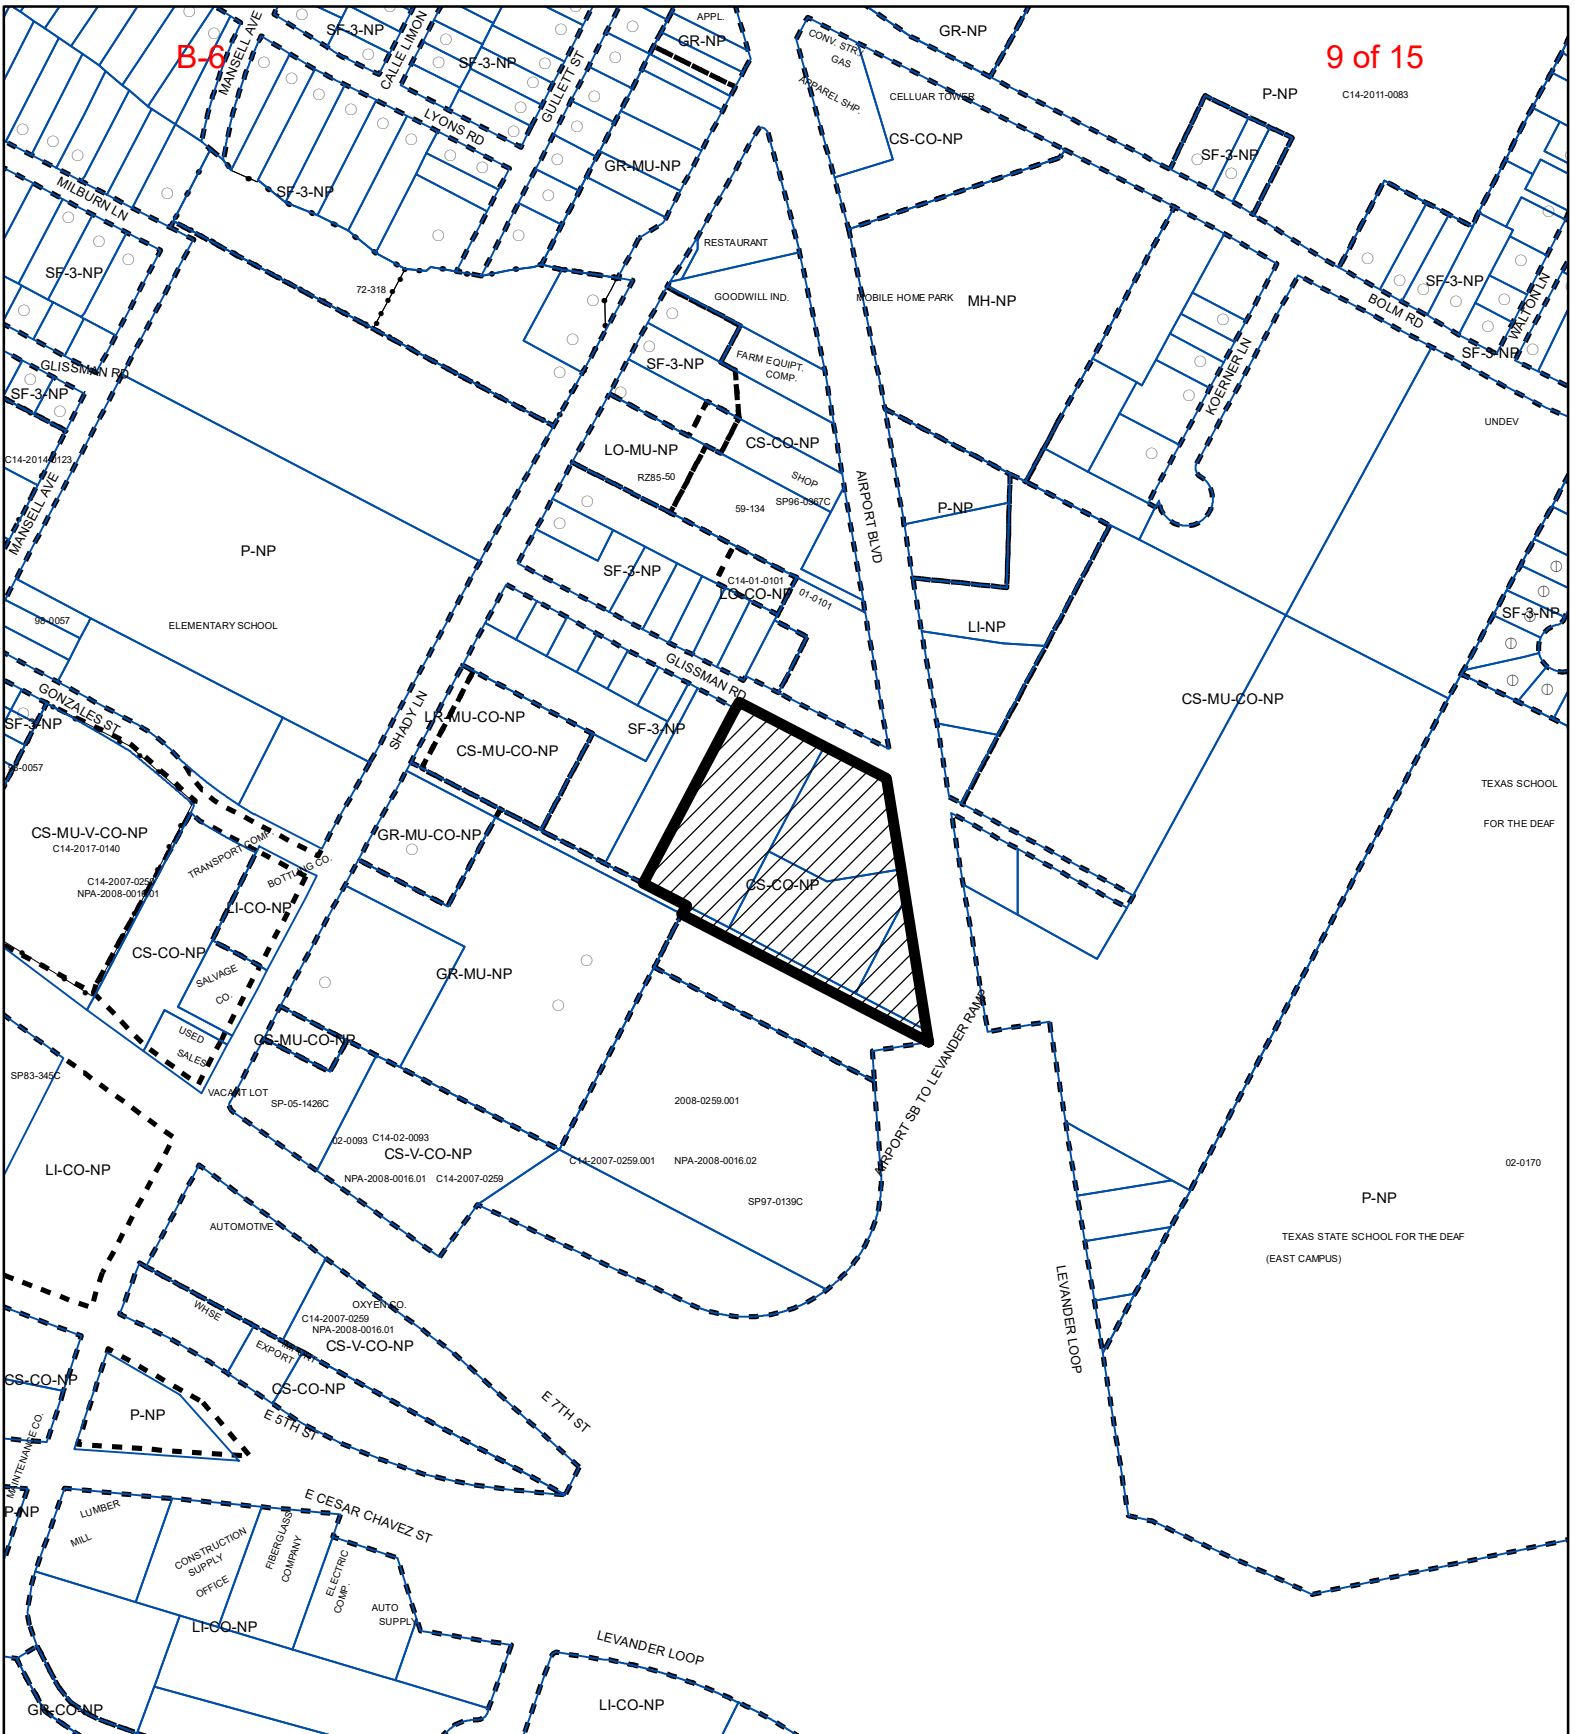 B-6
9 of 15
MANSELL AVE
SF-3-NP
CALLE LIMON
SF-3-NP
GULLETT ST
APPL.
GR-NP
CONV. STR.
GAS
APPAREL SHP.
GR-NP
CELLUAR TOWER
CS-CO-NP
P-NP
C14-2011-0083
SF-3-NP
LYONS RD
GR-MU-NP
SF-3-NP
MILBURN LN
SF-3-NP
72-318
RESTAURANT
GOODWILL IND.
MOBILE HOME PARK
MH-NP
SF-3-NP
BOLM RD
WALTON LN
SF-3-NP
KOERNER LN
GLISSMAN RD
SF-3-NP
SF-3-NP
FARM EQUIPT.
COMP.
UNDEV
C14-2014-0123
MANSELL AVE
LO-MU-NP
RZ85-50
CS-CO-NP
SHOP
SP96-0367C
59-134
AIRPORT BLVD
P-NP
P-NP
SF-3-NP
C14-01-0101
LO-CO-NP
01-0101
98-0057
ELEMENTARY SCHOOL
LI-NP
SF-3-NP
GLISSMAN RD
GONZALES ST
SF-3-NP
98-0057
SHADY LN
LR-MU-CO-NP
CS-MU-CO-NP
SF-3-NP
CS-MU-CO-NP
TEXAS SCHOOL
FOR THE DEAF
CS-MU-V-CO-NP
C14-2017-0140
C14-2007-0259
NPA-2008-0016.01
TRANSPORT COMP.
BOTTLING CO.
GR-MU-CO-NP
LI-CO-NP
CS-CO-NP
CS-CO-NP
SALVAGE
CO.
GR-MU-NP
USED
SALES
CS-MU-CO-NP
SP83-345C
VACANT LOT
SP-05-1426C
AIRPORT SB TO LEVANDER RAMP
2008-0259.001
02-0093
C14-02-0093
CS-V-CO-NP
NPA-2008-0016.01
C14-2007-0259
C14-2007-0259.001
NPA-2008-0016.02
SP97-0139C
LI-CO-NP
02-0170
P-NP
TEXAS STATE SCHOOL FOR THE DEAF
(EAST CAMPUS)
AUTOMOTIVE
WHSE
OXYEN CO.
C14-2007-0259
NPA-2008-0016.01
CS-V-CO-NP
EXPORT
LEVANDER LOOP
CS-CO-NP
CS-CO-NP
P-NP
E 5TH ST
E 7TH ST
MAINTENANCE CO.
P-NP
LUMBER
MILL
E CESAR CHAVEZ ST
CONSTRUCTION
SUPPLY
OFFICE
FIBERGLASS
COMPANY
ELECTRIC
COMP.
AUTO
SUPPLY
LI-CO-NP
LEVANDER LOOP
GR-CO-NP
LI-CO-NP